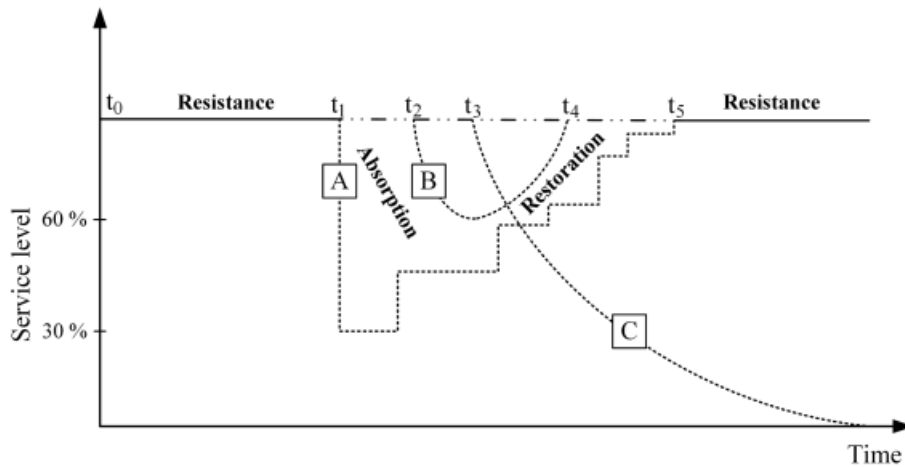 t0 Resistance t1 t2 t3 t4 t5 Resistance
A Absorption B Restoration
60 %
Service level
30 %
C
Time